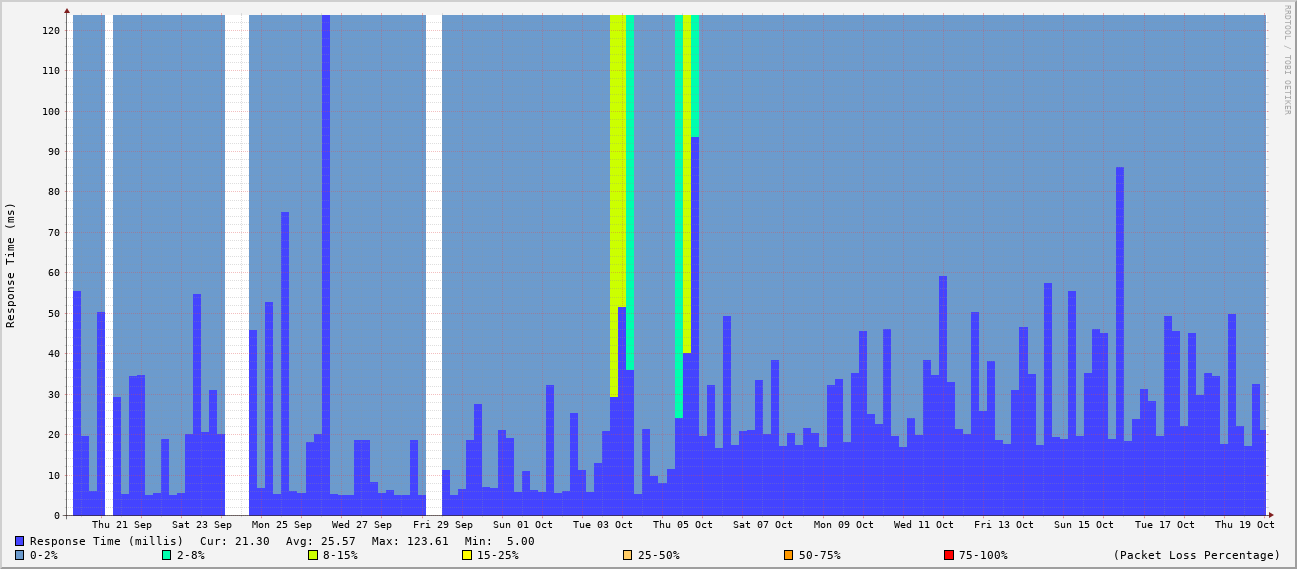 RRDTOOL / TOBI OETIKER
Response Time (ms)
120
110
100
90
80
70
60
50
40
30
20
10
0
Thu 21 Sep Sat 23 Sep Mon 25 Sep Wed 27 Sep Fri 29 Sep Sun 01 Oct Tue 03 Oct Thu 05 Oct Sat 07 Oct Mon 09 Oct Wed 11 Oct Fri 13 Oct Sun 15 Oct Tue 17 Oct Thu 19 Oct
Response Time (millis) Cur: 21.30 Avg: 25.57 Max: 123.61 Min: 5.00
0-2% 2-8% 8-15% 15-25% 25-50% 50-75% 75-100% (Packet Loss Percentage)